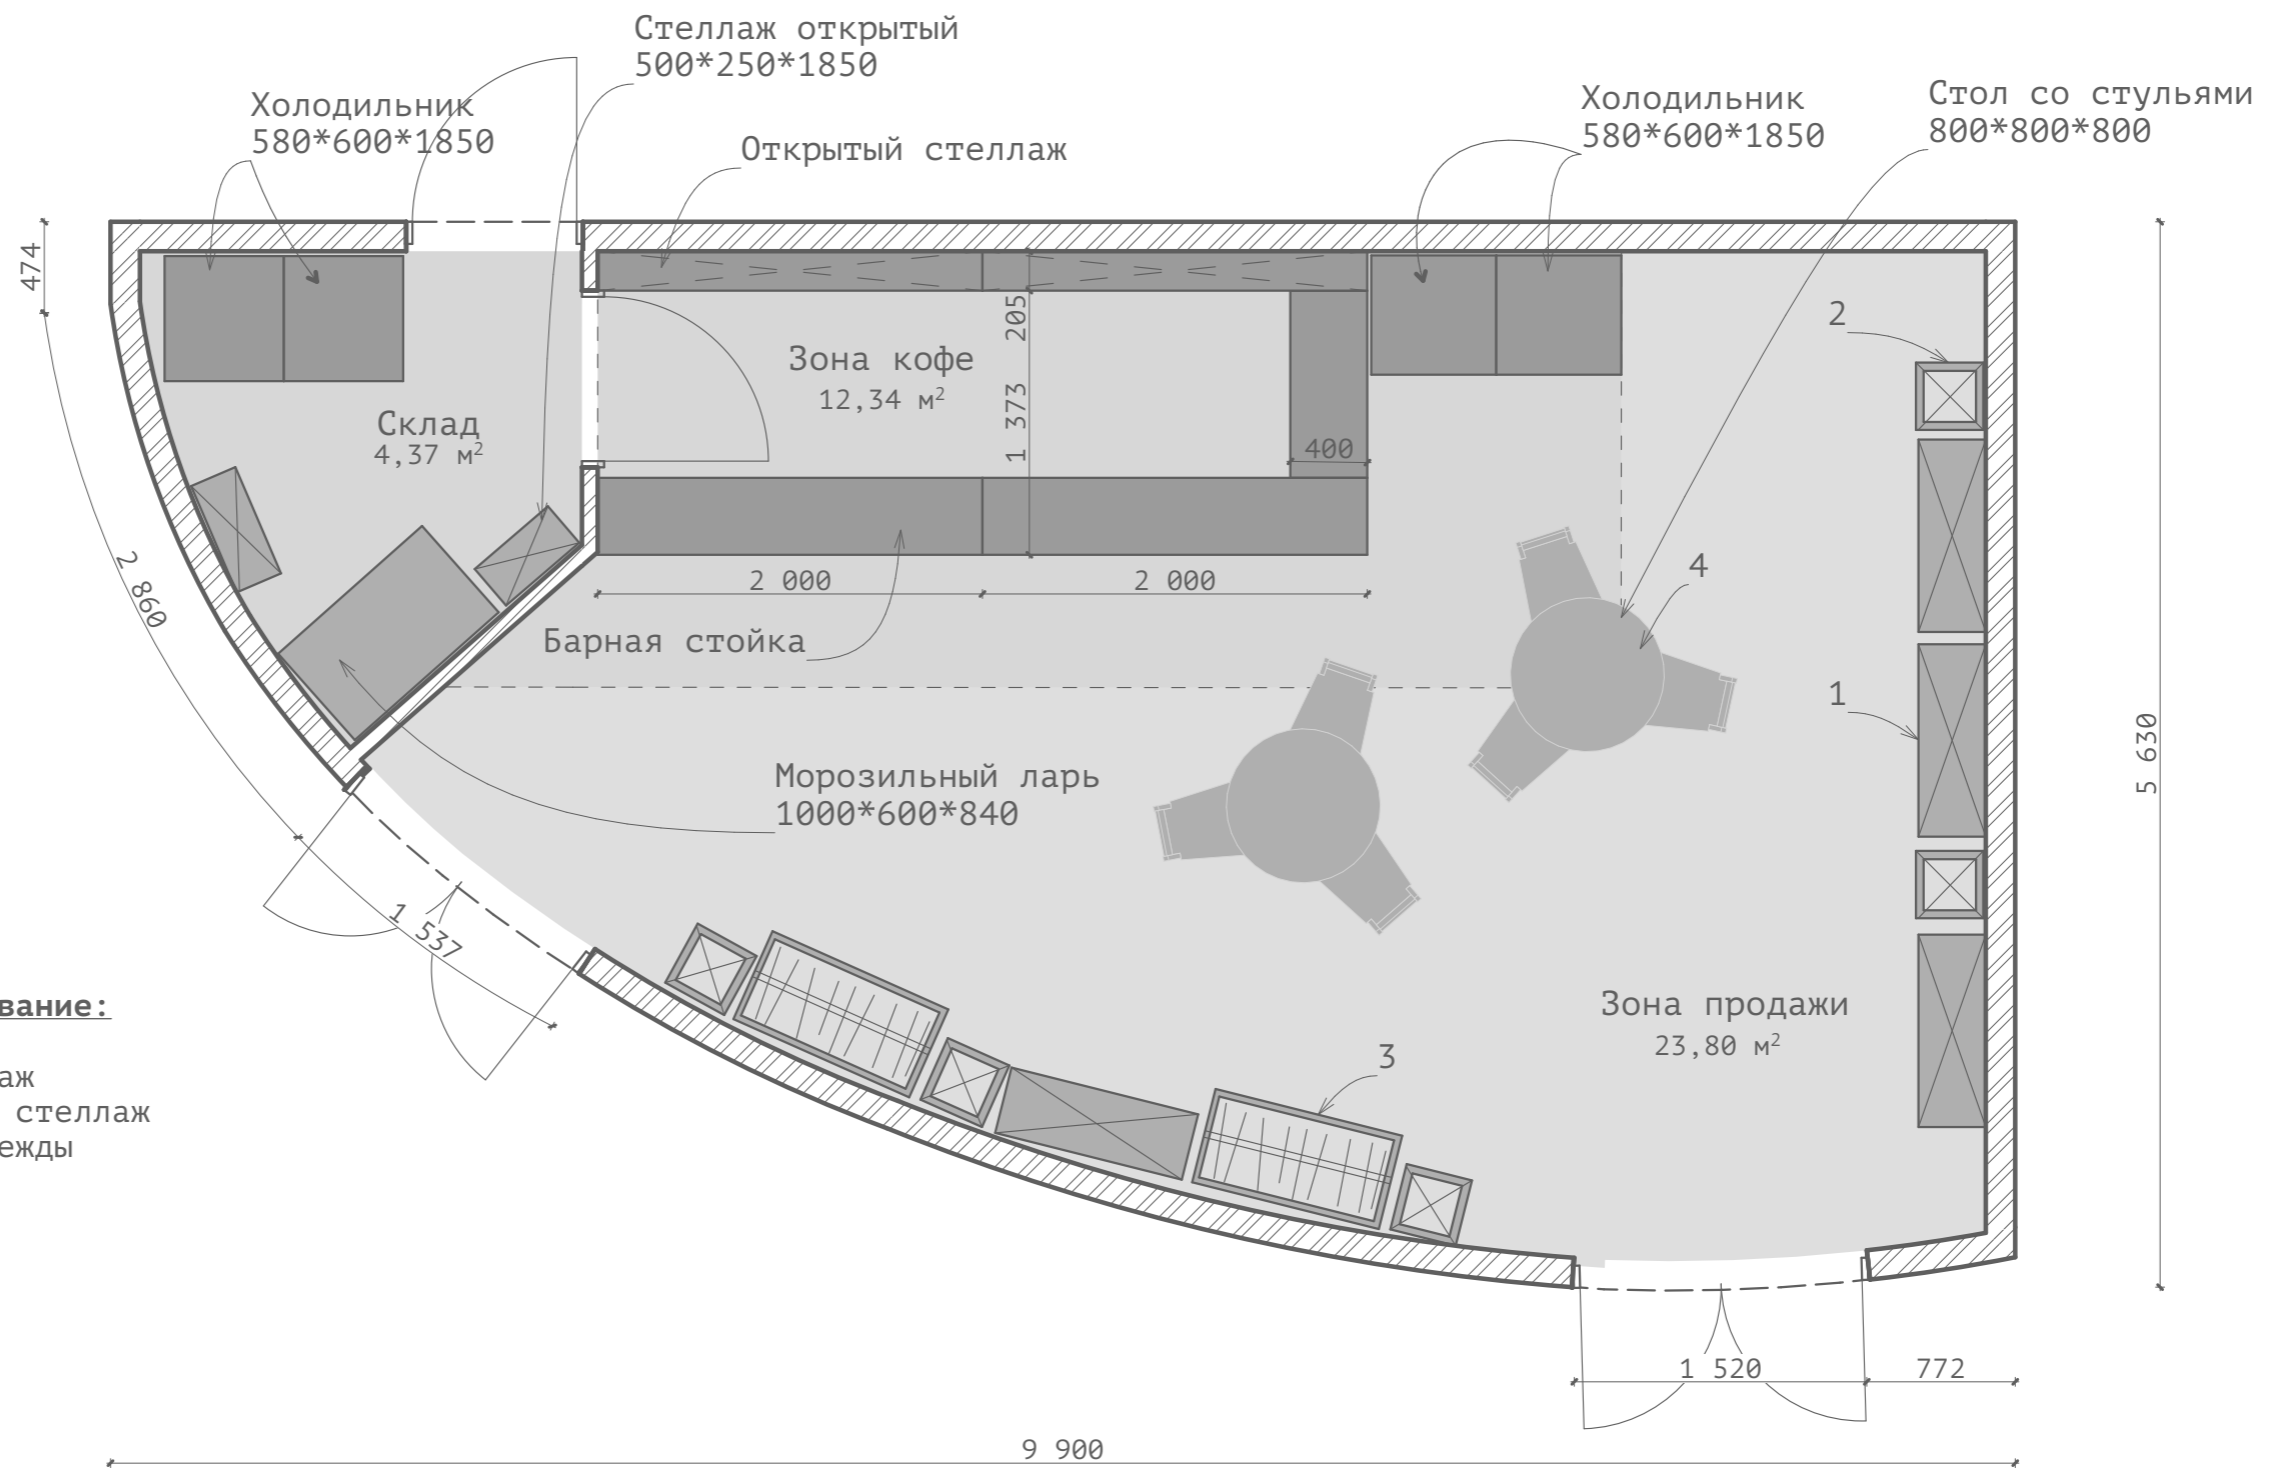 Стеллаж открытый
500*250*1850
Холодильник
580*600*1850
Открытый стеллаж
Холодильник
580*600*1850
Стол со стульями
800*800*800
474
205
2
Зона кофе
12,34 м²
1 373
Склад
4,37 м²
400
2 860
2 000
2 000
4
Барная стойка
1
5 630
Морозильный ларь
1000*600*840
1 537
вание:
Зона продажи
23,80 м²
3
аж
стеллаж
ежды
1 520
772
9 900